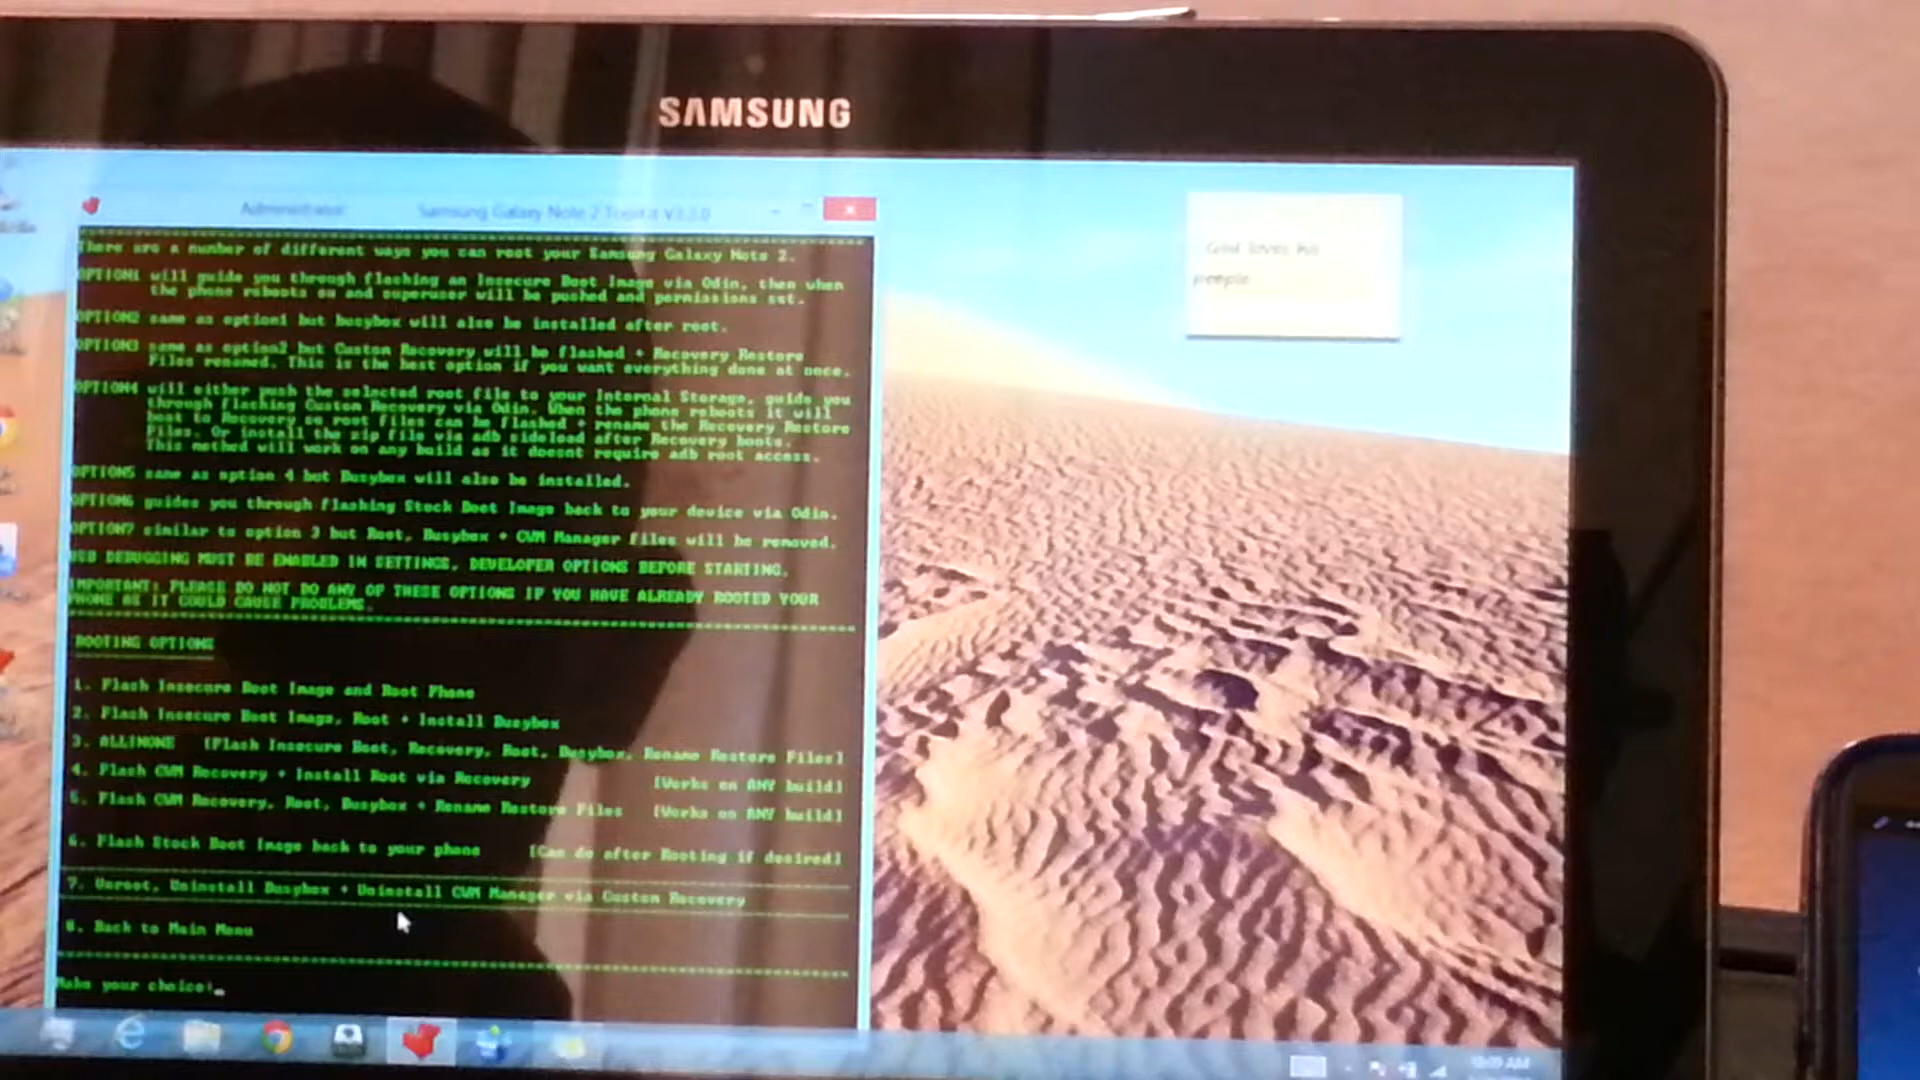 SAMSUNG
Administrator: Samsung Galaxy Note 2 ToolKit V3.3.0
There are a number of different ways you can root your Samsung Galaxy Note 2.
OPTION1 will guide you through flashing an Insecure Boot Image via Odin, then when
the phone reboots su and superuser will be pushed and permissions set.
OPTION2 same as option1 but busybox will also be installed after root.
OPTION3 same as option2 but Custom Recovery will be flashed + Recovery Restore
Files renamed. This is the best option if you want everything done at once.
OPTION4 will either push the selected root file to your Internal Storage, guide you
through flashing Custom Recovery via Odin. When the phone reboots it will
boot to Recovery so root files can be flashed + rename the Recovery Restore
Files. Or install the zip file via adb sideload after Recovery boots.
This method will work on any build as it doesnt require adb root access.
OPTION5 same as option 4 but Busybox will also be installed.
OPTION6 guides you through flashing Stock Boot Image back to your device via Odin.
OPTION7 similar to option 3 but Root, Busybox + CWM Manager files will be removed.
USB DEBUGGING MUST BE ENABLED IN SETTINGS, DEVELOPER OPTIONS BEFORE STARTING.
IMPORTANT: PLEASE DO NOT DO ANY OF THESE OPTIONS IF YOU HAVE ALREADY ROOTED YOUR
PHONE AS IT COULD CAUSE PROBLEMS.
ROOTING OPTIONS
1. Flash Insecure Boot Image and Root Phone
2. Flash Insecure Boot Image, Root + Install Busybox
3. ALLINONE [Flash Insecure Boot, Recovery, Root, Busybox, Rename Restore Files]
4. Flash CWM Recovery + Install Root via Recovery [Works on ANY build]
5. Flash CWM Recovery, Root, Busybox + Rename Restore Files [Works on ANY build]
6. Flash Stock Boot Image back to your phone [Can do after Rooting if desired]
7. Unroot, Uninstall Busybox + Uninstall CWM Manager via Custom Recovery
8. Back to Main Menu
Make your choice:
God loves his
people